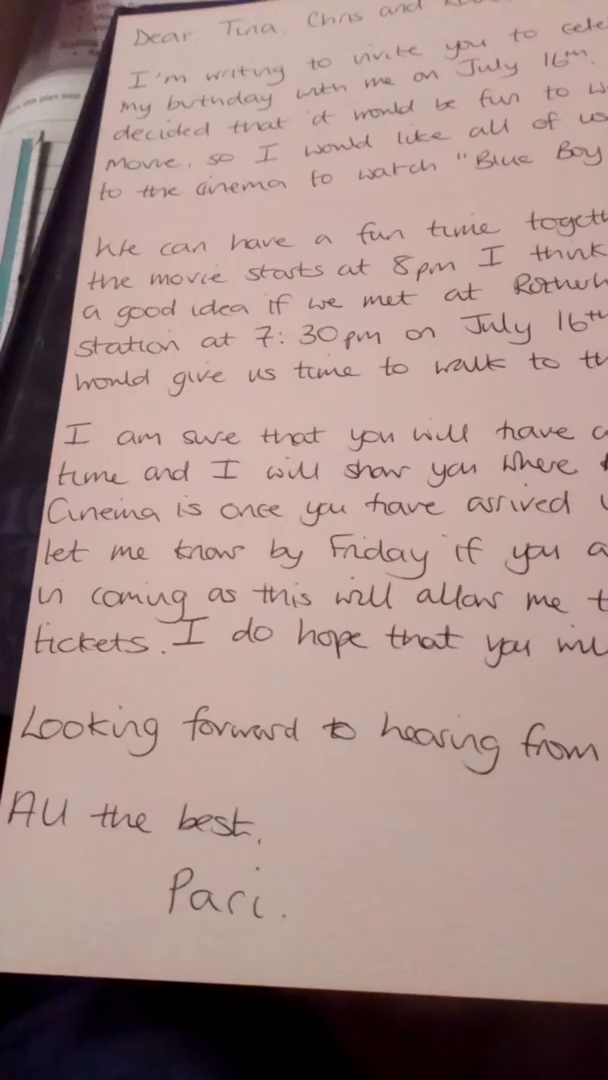 Dear Tina, Chris and
I'm writing to invite you to cele
my birthday with me on July 16th.
decided that it would be fun to w
movie, so I would like all of us
to the cinema to watch "Blue Boy
We can have a fun time togeth
the movie starts at 8pm I think
a good idea if we met at Rotherh
station at 7:30pm on July 16th
would give us time to walk to th
I am sure that you will have a
time and I will show you where
Cinema is once you have arrived
let me know by Friday if you a
in coming as this will allow me t
tickets. I do hope that you wil
Looking forward to hearing from
All the best,
Pari.